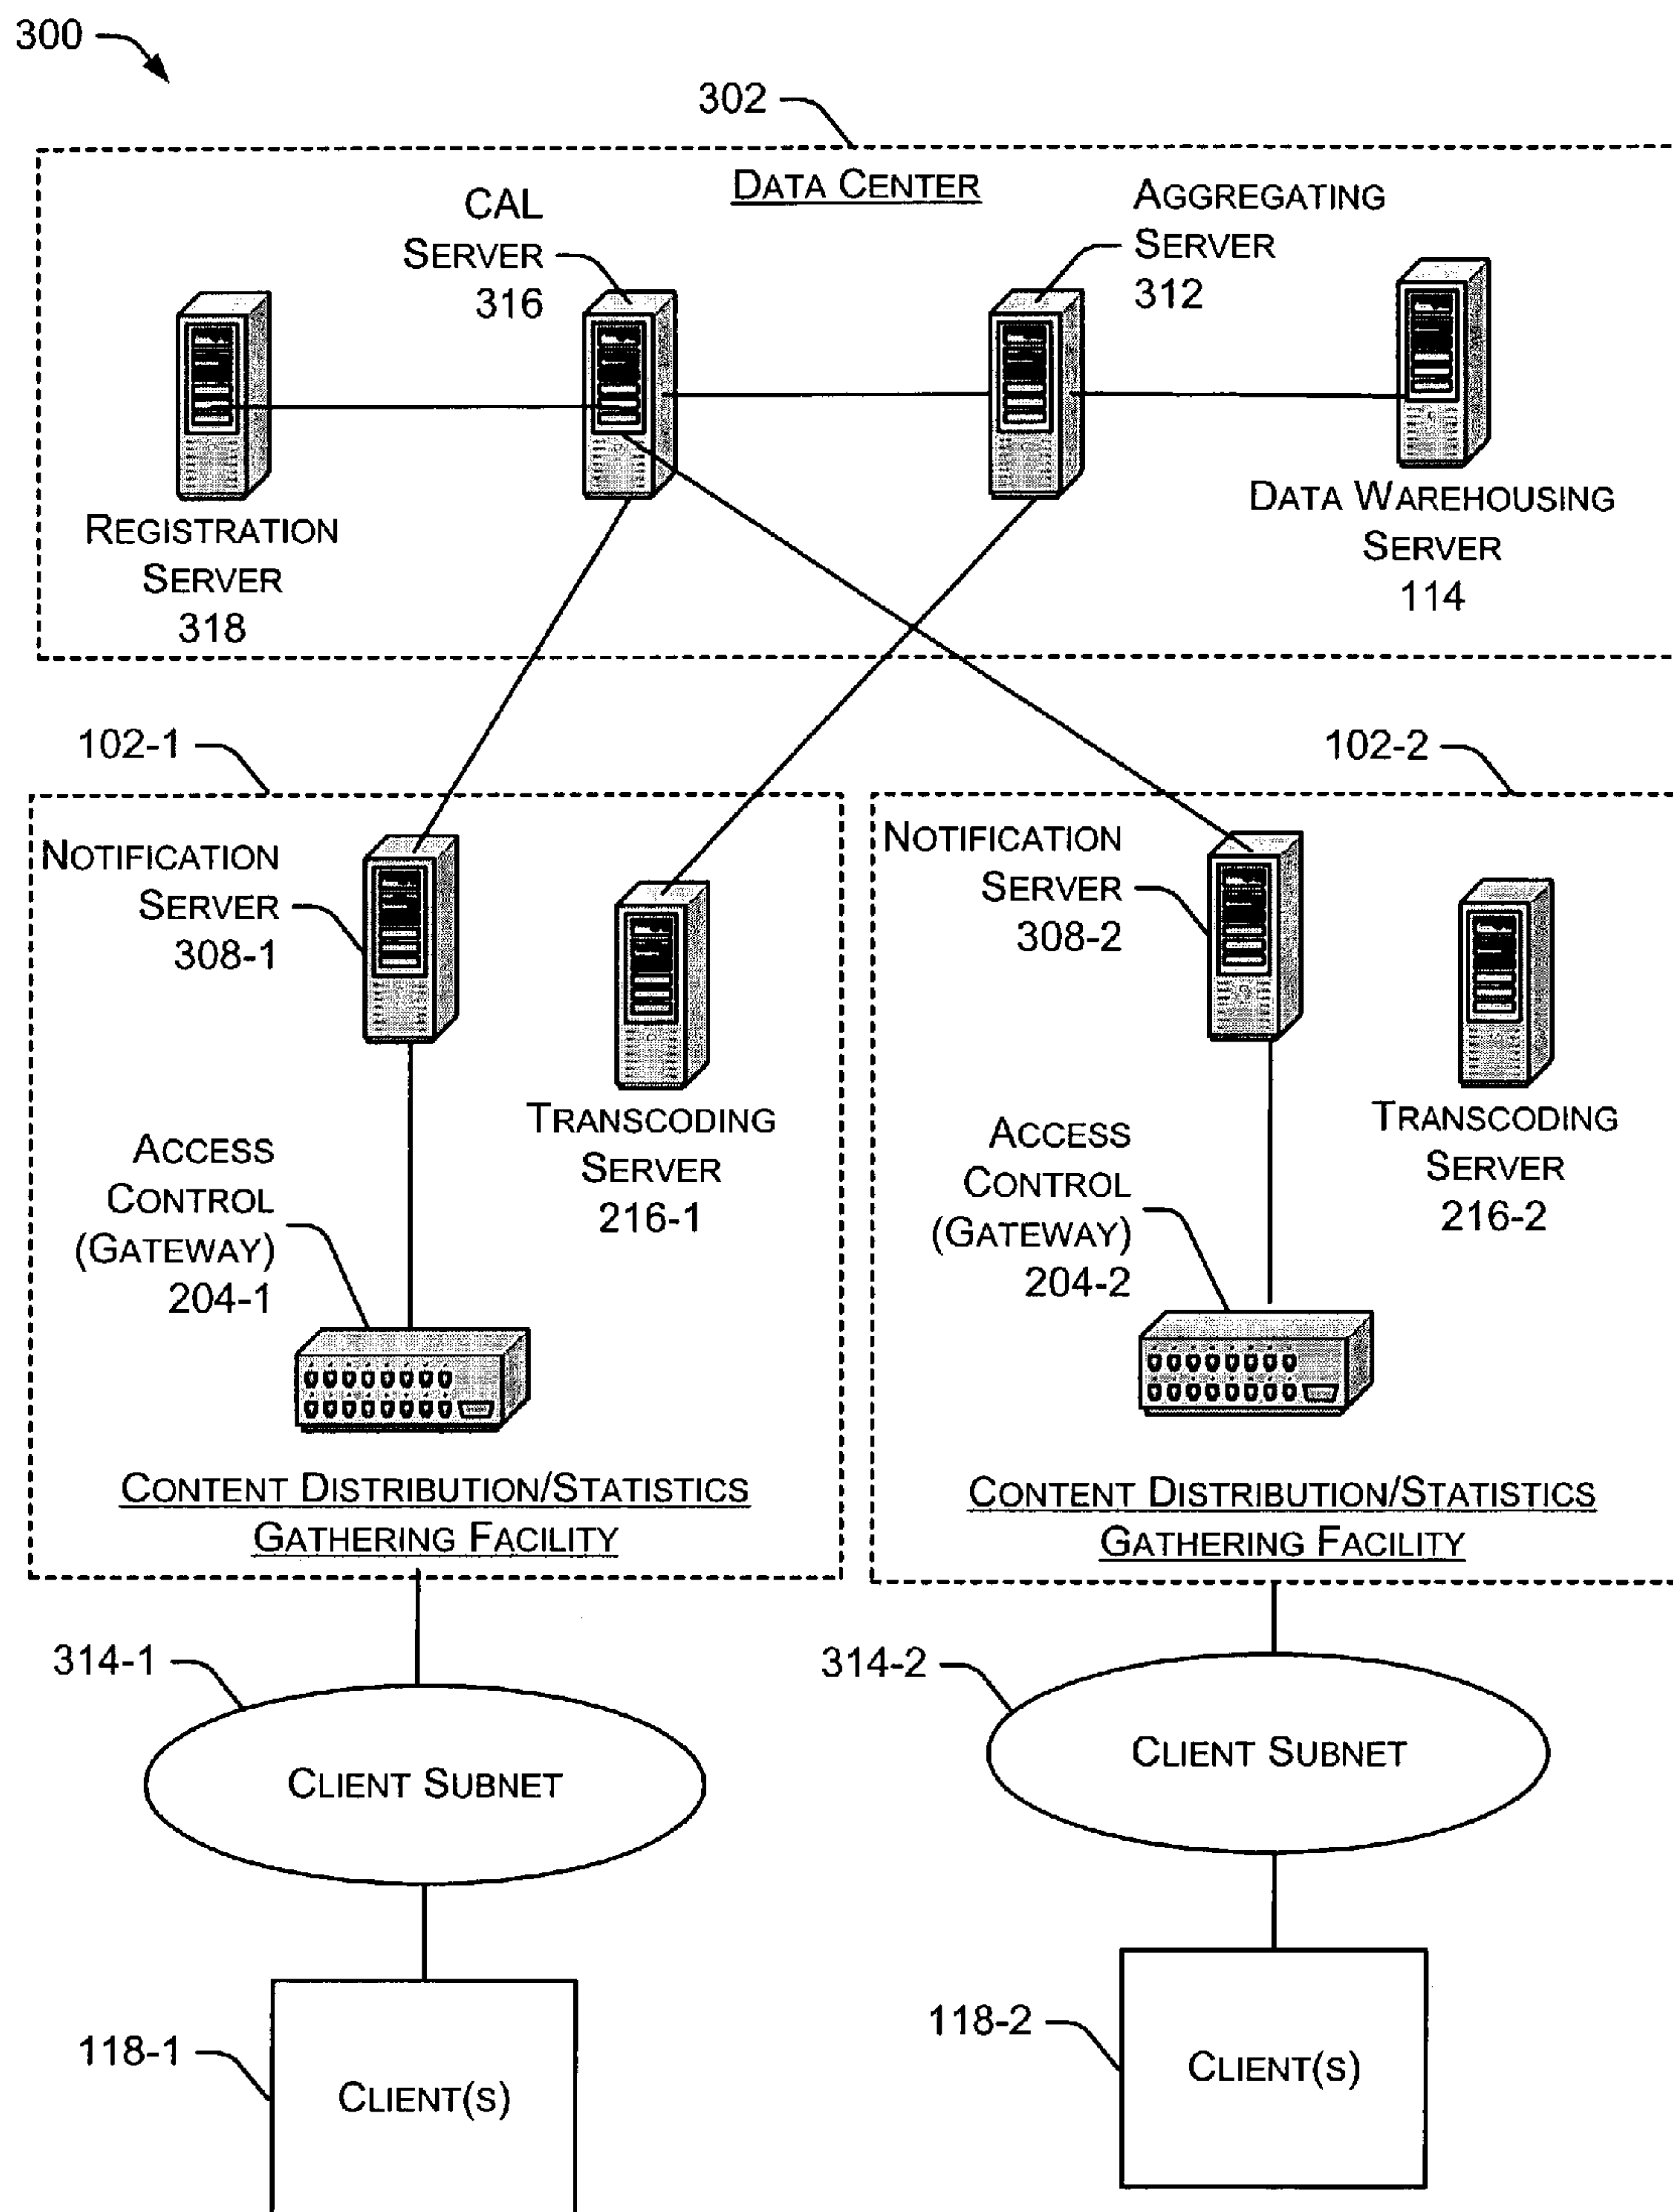 300
302
DATA CENTER
CAL
SERVER
316
AGGREGATING
SERVER
312
REGISTRATION
SERVER
318
DATA WAREHOUSING
SERVER
114
102-1
102-2
NOTIFICATION
SERVER
308-1
TRANSCODING
SERVER
216-1
ACCESS
CONTROL
(GATEWAY)
204-1
CONTENT DISTRIBUTION/STATISTICS
GATHERING FACILITY
NOTIFICATION
SERVER
308-2
TRANSCODING
SERVER
216-2
ACCESS
CONTROL
(GATEWAY)
204-2
CONTENT DISTRIBUTION/STATISTICS
GATHERING FACILITY
314-1
CLIENT SUBNET
314-2
CLIENT SUBNET
118-1
CLIENT(S)
118-2
CLIENT(S)